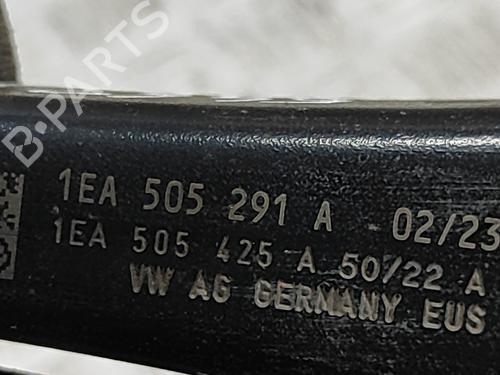 B-PARTS
1EA 505 291 A 02/23
1EA 505 425 A 50/22 A
VW AG GERMANY EUS